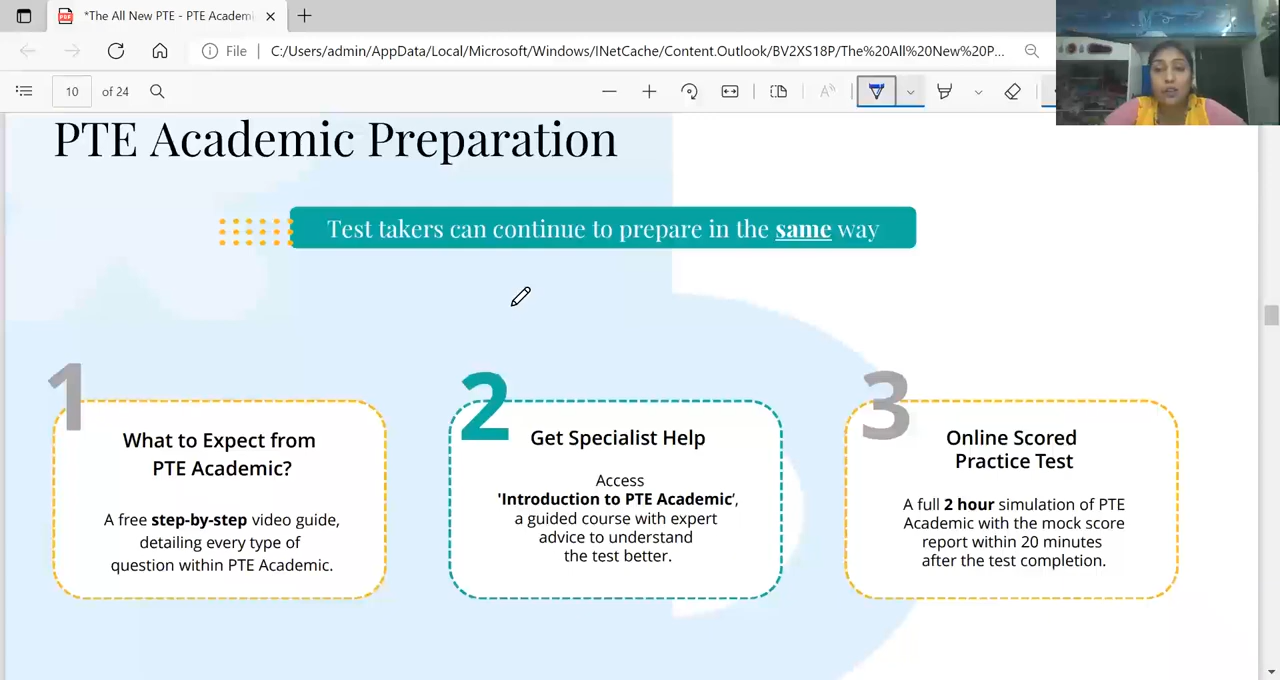 *The All New PTE - PTE Academi
File
C:/Users/admin/AppData/Local/Microsoft/Windows/INetCache/Content.Outlook/BV2XS18P/The%20All%20New%20P...
10 of 24
PTE Academic Preparation
Test takers can continue to prepare in the same way
1
What to Expect from
PTE Academic?
A free step-by-step video guide,
detailing every type of
question within PTE Academic.
2
Get Specialist Help
Access
'Introduction to PTE Academic',
a guided course with expert
advice to understand
the test better.
3
Online Scored
Practice Test
A full 2 hour simulation of PTE
Academic with the mock score
report within 20 minutes
after the test completion.